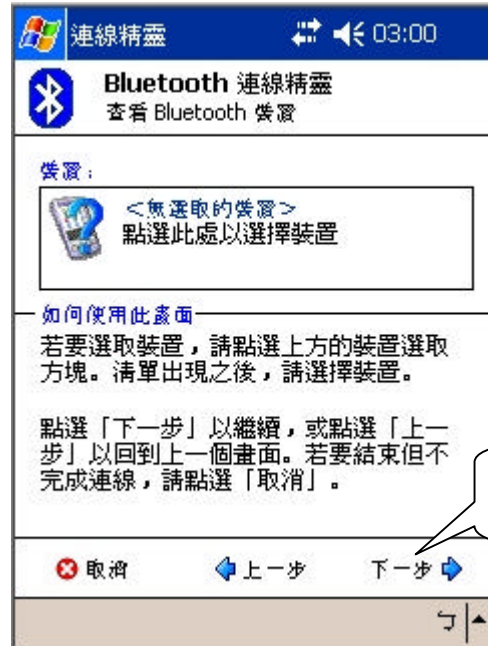 連線精靈 03:00
Bluetooth 連線精靈
查看 Bluetooth 裝置
裝置:
<無選取的裝置>
點選此處以選擇裝置
如何使用此畫面
若要選取裝置,請點選上方的裝置選取
方塊。清單出現之後,請選擇裝置。
點選「下一步」以繼續,或點選「上一
步」以回到上一個畫面。若要結束但不
完成連線,請點選「取消」。
取消 上一步 下一步
ㄅ